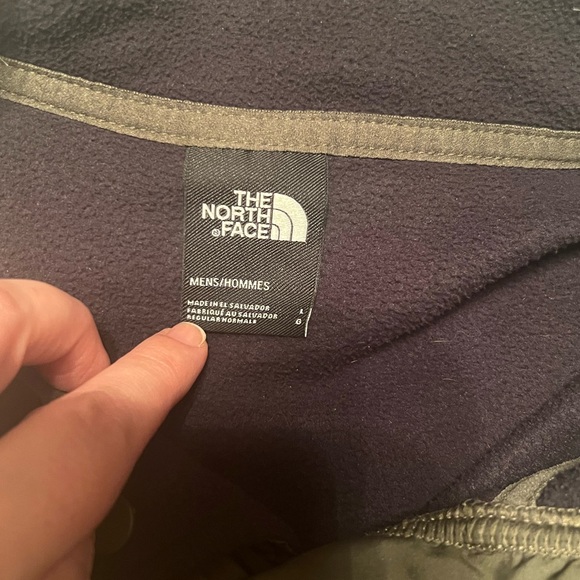 THE
NORTH
FACE
MENS/HOMMES
MADE IN EL SALVADOR
FABRIQUÉ AU SALVADOR
REGULAR/NORMALE
L
G